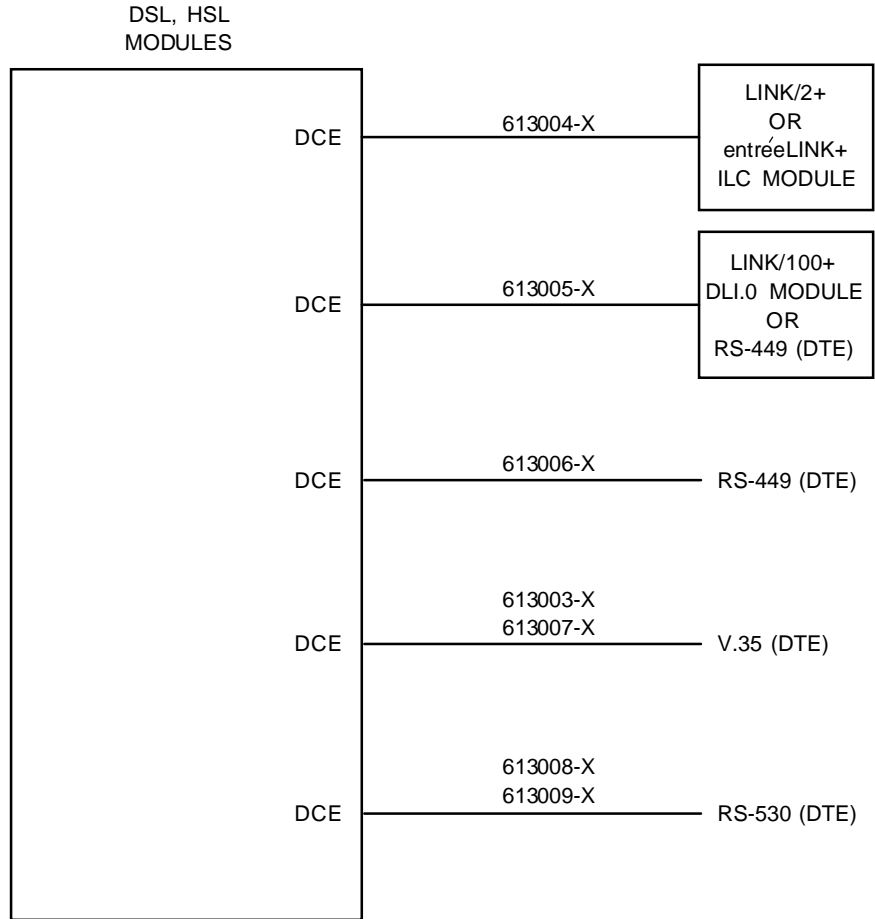 DSL, HSL
MODULES
DCE
613004-X
LINK/2+
OR
entréeLINK+
ILC MODULE
DCE
613005-X
LINK/100+
DLI.0 MODULE
OR
RS-449 (DTE)
DCE
613006-X
RS-449 (DTE)
613003-X
613007-X
DCE
V.35 (DTE)
613008-X
613009-X
DCE
RS-530 (DTE)